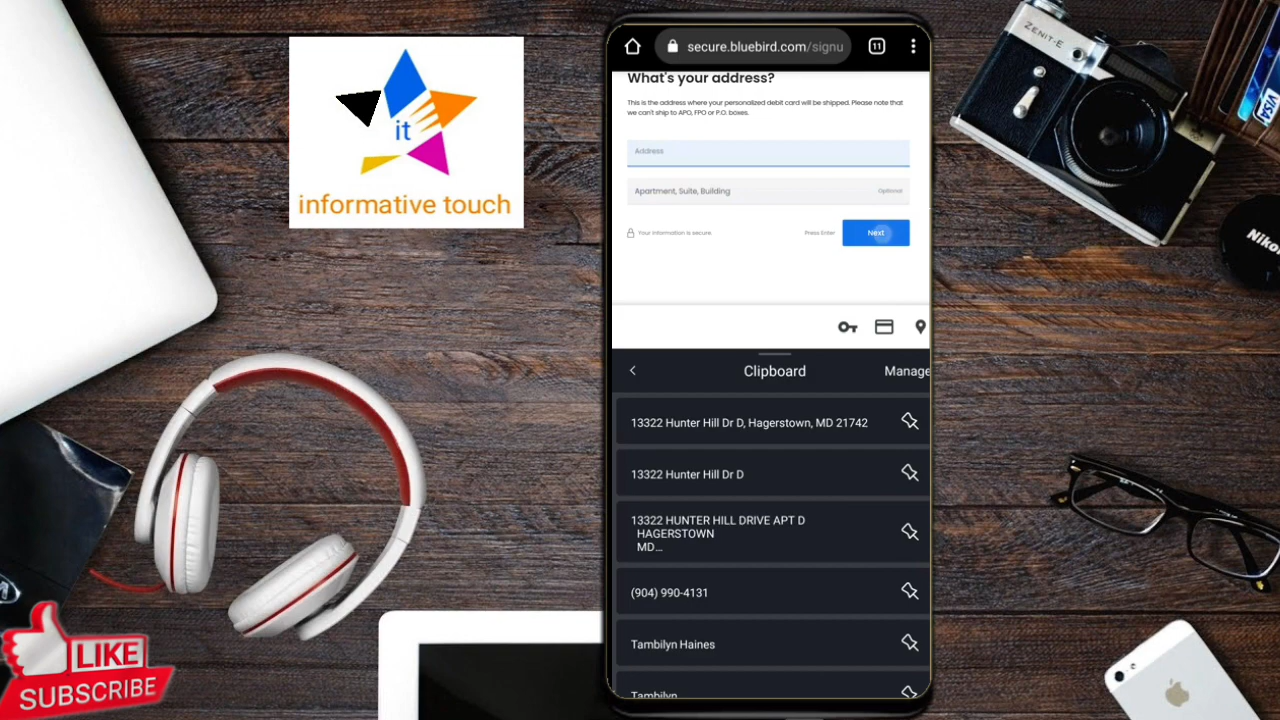 it
informative touch
LIKE
SUBSCRIBE
secure.bluebird.com/signu
11
What's your address?
This is the address where your personalized debit card will be shipped. Please note that
we can't ship to APO, FPO or P.O. boxes.
Address
Apartment, Suite, Building
Optional
Your information is secure
Press Enter
Next
Clipboard
Manage
13322 Hunter Hill Dr D, Hagerstown, MD 21742
13322 Hunter Hill Dr D
13322 HUNTER HILL DRIVE APT D
HAGERSTOWN
MD...
(904) 990-4131
Tambilyn Haines
Tambilyn
ZENIT-E
VISA
Nikon